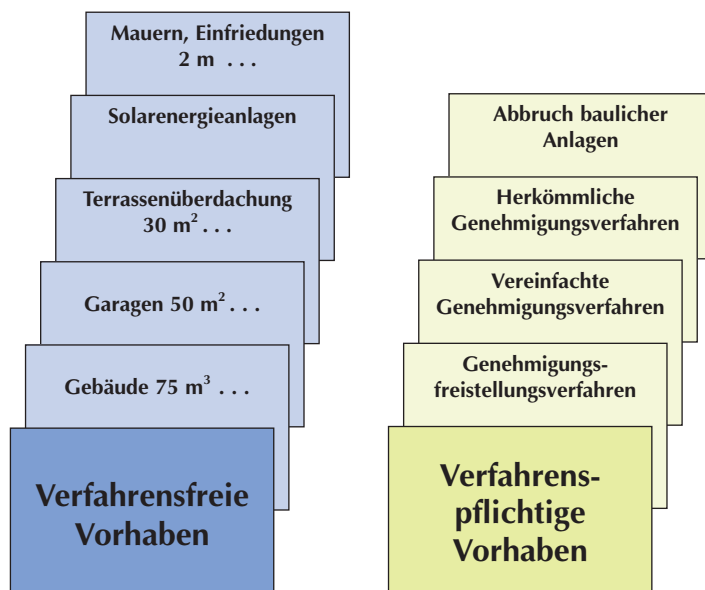 Mauern, Einfriedungen
2 m . . .
Solarenergieanlagen
Terrassenüberdachung
30 m² . . .
Garagen 50 m² . . .
Gebäude 75 m³ . . .
Verfahrensfreie
Vorhaben
Abbruch baulicher
Anlagen
Herkömmliche
Genehmigungsverfahren
Vereinfachte
Genehmigungsverfahren
Genehmigungs-
freistellungsverfahren
Verfahrens-
pflichtige
Vorhaben